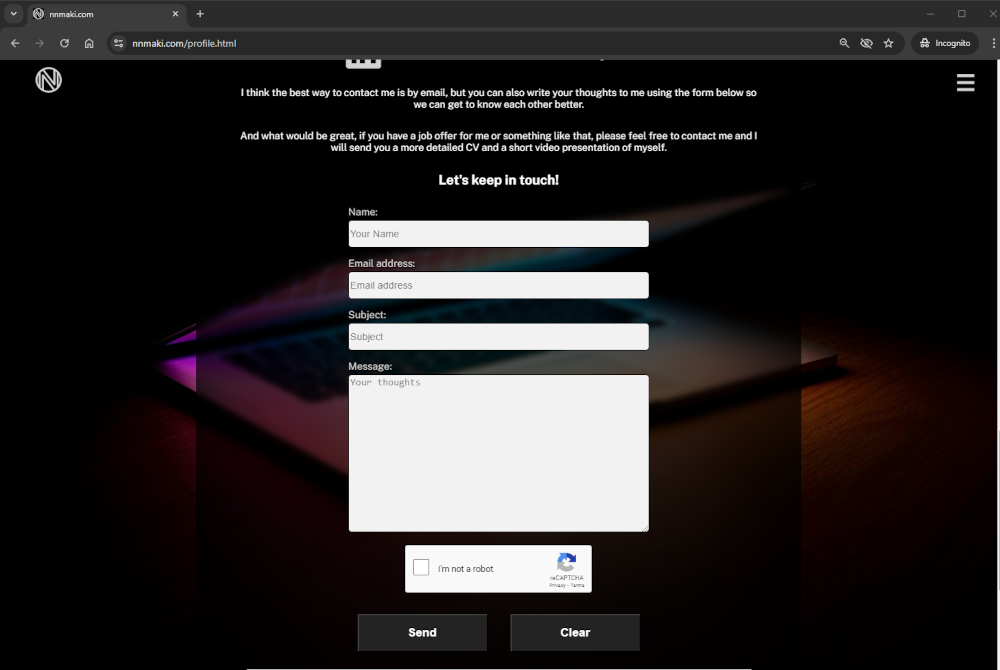 nnmaki.com
nnmaki.com/profile.html
Incognito
I think the best way to contact me is by email, but you can also write your thoughts to me using the form below so
we can get to know each other better.
And what would be great, if you have a job offer for me or something like that, please feel free to contact me and I
will send you a more detailed CV and a short video presentation of myself.
Let's keep in touch!
Name:
Your Name
Email address:
Email address
Subject:
Subject
Message:
Your thoughts
I'm not a robot
reCAPTCHA
Privacy - Terms
Send
Clear